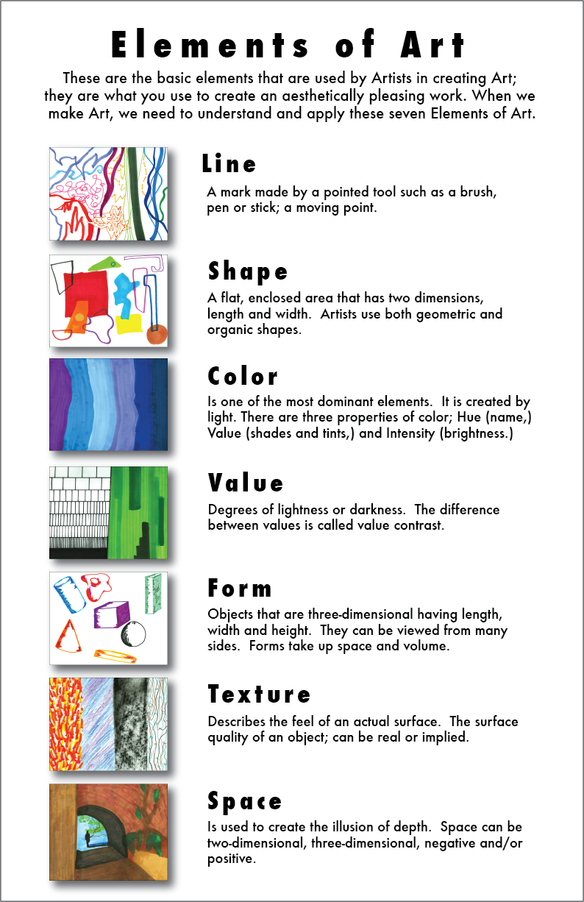 Elements of Art
These are the basic elements that are used by Artists in creating Art;
they are what you use to create an aesthetically pleasing work. When we
make Art, we need to understand and apply these seven Elements of Art.
Line
A mark made by a pointed tool such as a brush,
pen or stick; a moving point.
Shape
A flat, enclosed area that has two dimensions,
length and width. Artists use both geometric and
organic shapes.
Color
Is one of the most dominant elements. It is created by
light. There are three properties of color; Hue (name,)
Value (shades and tints,) and Intensity (brightness.)
Value
Degrees of lightness or darkness. The difference
between values is called value contrast.
Form
Objects that are three-dimensional having length,
width and height. They can be viewed from many
sides. Forms take up space and volume.
Texture
Describes the feel of an actual surface. The surface
quality of an object; can be real or implied.
Space
Is used to create the illusion of depth. Space can be
two-dimensional, three-dimensional, negative and/or
positive.